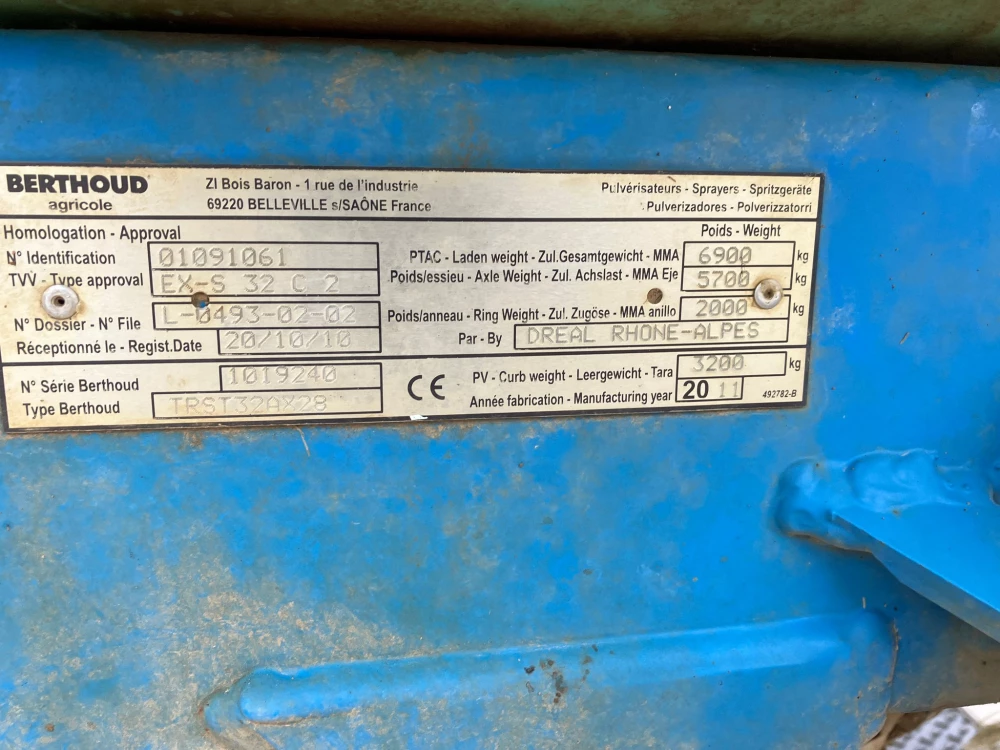 BERTHOUD
agricole
ZI Bois Baron - 1 rue de l'industrie
69220 BELLEVILLE s/SAÔNE France
Pulvérisateurs - Sprayers - Spritzgeräte
Pulverizadores - Polverizzatorri
Homologation - Approval
Poids - Weight
N° Identification 01091061
TVV - Type approval EX-S 32 C 2
N° Dossier - N° File L-0493-02-02
Réceptionné le - Regist.Date 20/10/10
PTAC - Laden weight - Zul.Gesamtgewicht - MMA 6900 kg
Poids/essieu - Axle Weight - Zul. Achslast - MMA Eje 5700 kg
Poids/anneau - Ring Weight - Zul. Zugöse - MMA anillo 2000 kg
Par - By DREAL RHONE-ALPES
N° Série Berthoud 10I9240
Type Berthoud TRST32AX28
CE
PV - Curb weight - Leergewicht - Tara 3200 kg
Année fabrication - Manufacturing year 20 11
492782-B